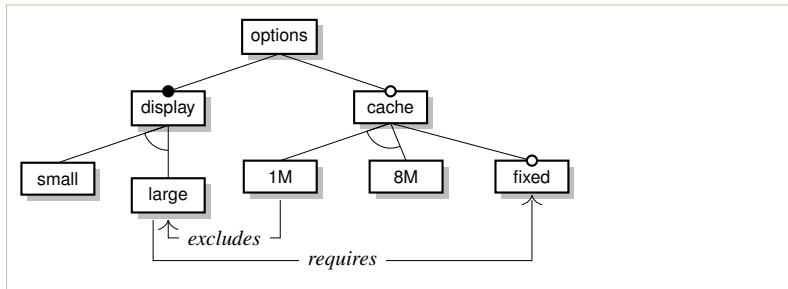 options
display
cache
small
large
1M
8M
fixed
excludes
requires